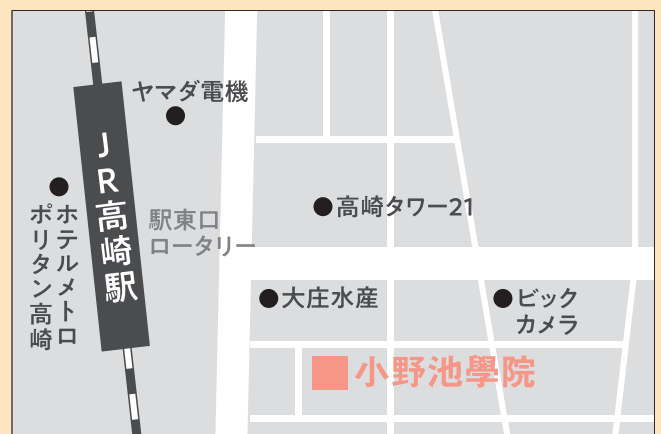 ヤマダ電機
JR高崎駅
ホテルメトロ
ポリタン高崎
駅東口
ロータリー
高崎タワー21
大庄水産
ビック
カメラ
小野池學院